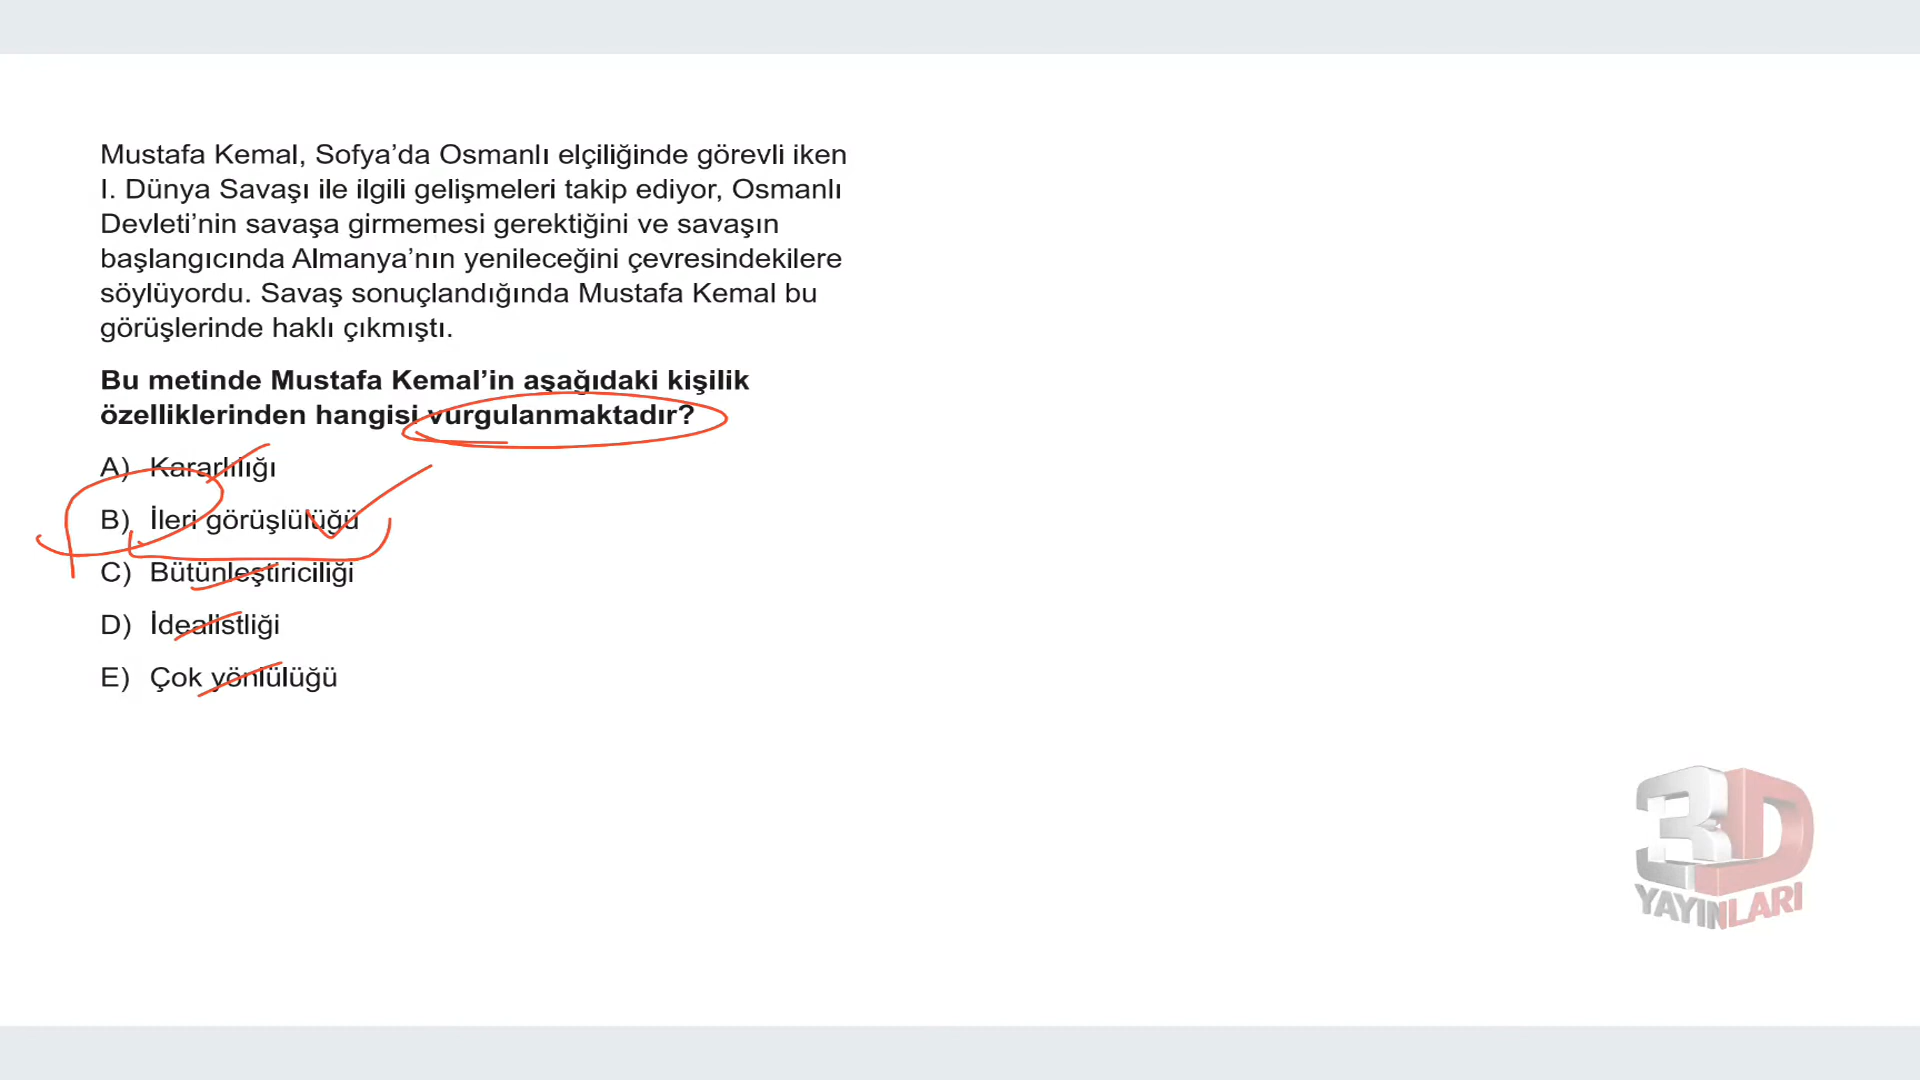 Mustafa Kemal, Sofya’da Osmanlı elçiliğinde görevli iken
I. Dünya Savaşı ile ilgili gelişmeleri takip ediyor, Osmanlı
Devleti’nin savaşa girmemesi gerektiğini ve savaşın
başlangıcında Almanya’nın yenileceğini çevresindekilere
söylüyordu. Savaş sonuçlandığında Mustafa Kemal bu
görüşlerinde haklı çıkmıştı.
Bu metinde Mustafa Kemal’in aşağıdaki kişilik
özelliklerinden hangisi vurgulanmaktadır?
A) Kararlılığı
B) İleri görüşlülüğü
C) Bütünleştiriciliği
D) İdealistliği
E) Çok yönlülüğü
3D
YAYINLARI